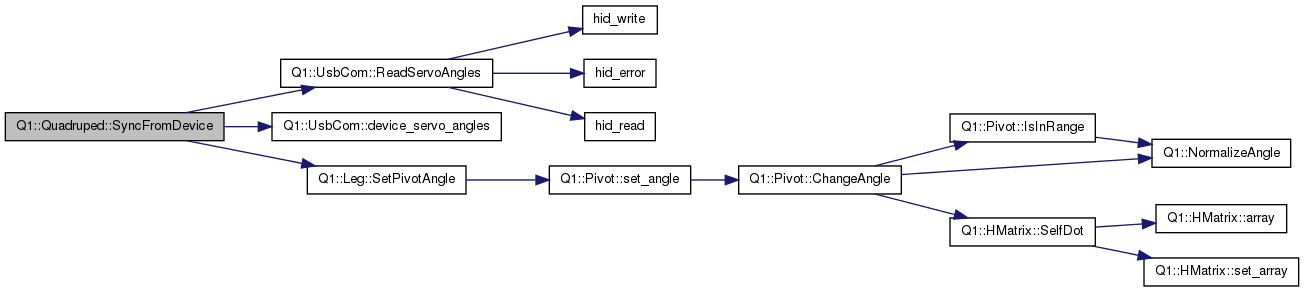 Q1::Quadruped::SyncFromDevice
Q1::UsbCom::ReadServoAngles
hid_write
hid_error
hid_read
Q1::UsbCom::device_servo_angles
Q1::Leg::SetPivotAngle
Q1::Pivot::set_angle
Q1::Pivot::ChangeAngle
Q1::Pivot::IsInRange
Q1::NormalizeAngle
Q1::HMatrix::SelfDot
Q1::HMatrix::array
Q1::HMatrix::set_array